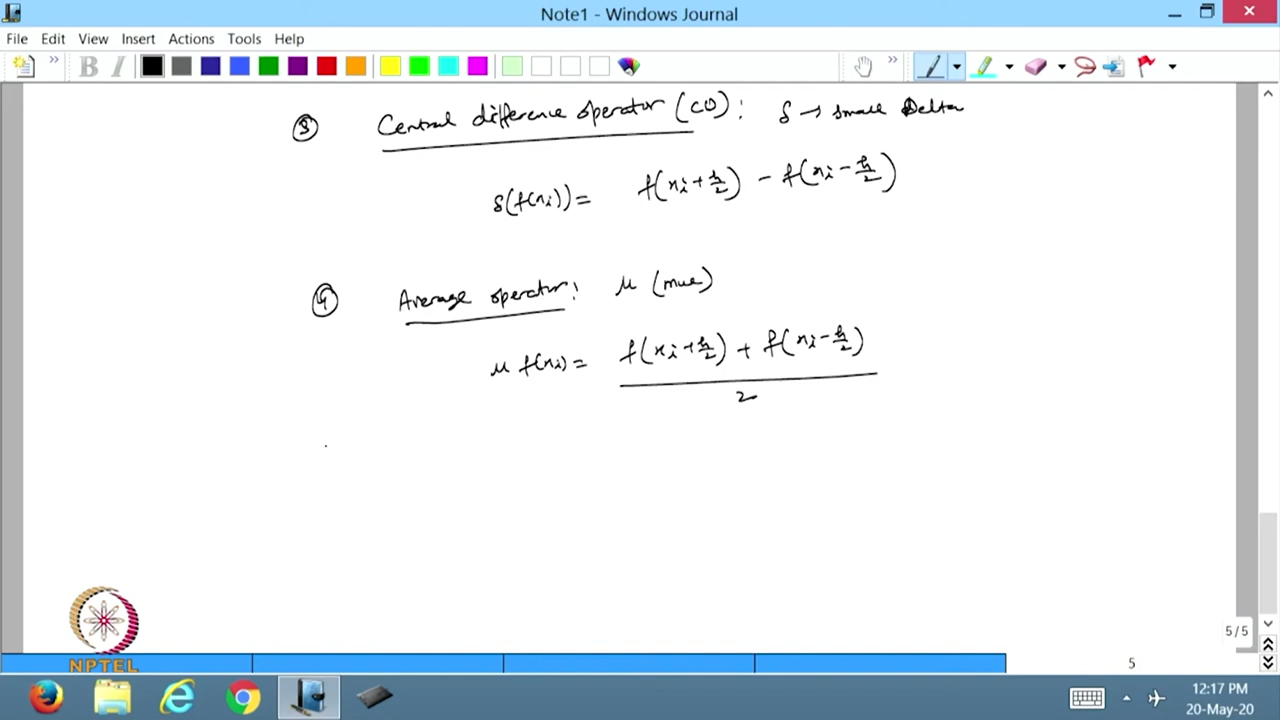 Note1 - Windows Journal
File Edit View Insert Actions Tools Help
③ Central difference operator (CD): δ → small Delta
δ(f(xi)) = f(xi + h/2) - f(xi - h/2)
④ Average operator: μ (mue)
μ f(xi) = f(xi + h/2) + f(xi - h/2)
2
5 / 5
NPTEL
5
12:17 PM
20-May-20